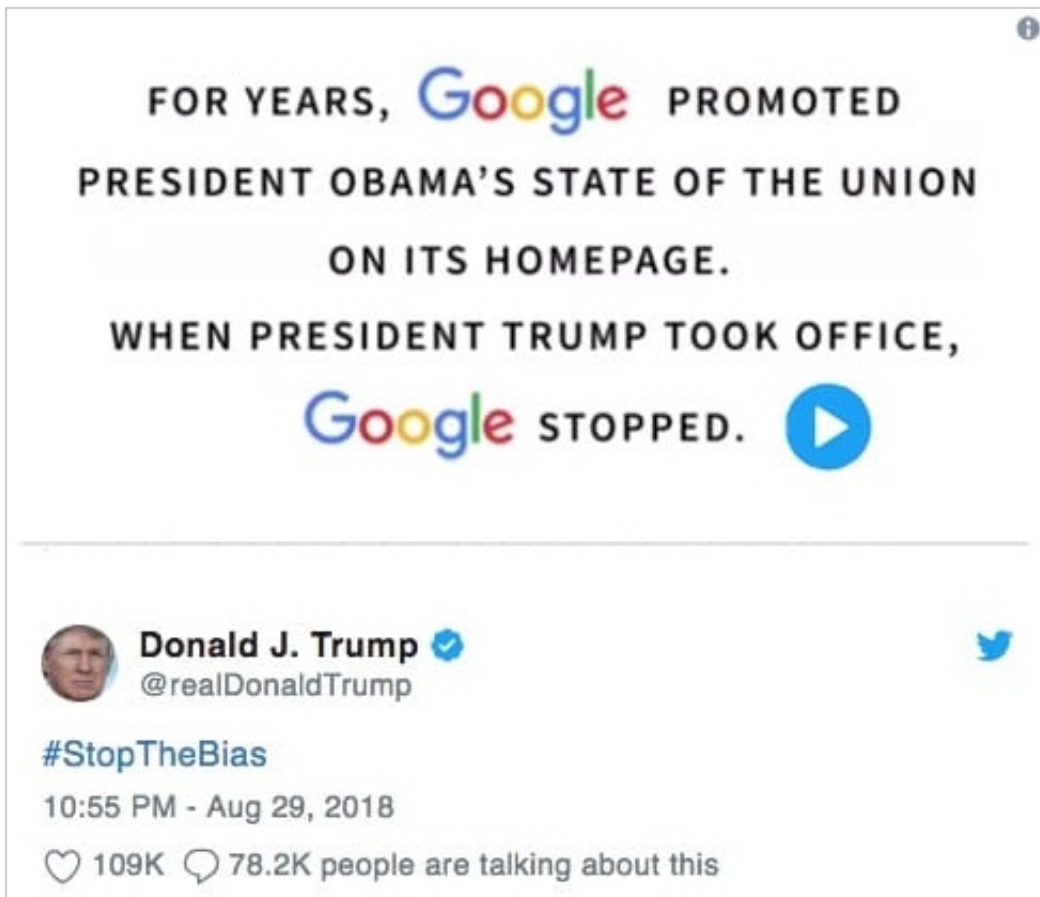 FOR YEARS, Google PROMOTED
PRESIDENT OBAMA’S STATE OF THE UNION
ON ITS HOMEPAGE.
WHEN PRESIDENT TRUMP TOOK OFFICE,
Google STOPPED.
Donald J. Trump
@realDonaldTrump
#StopTheBias
10:55 PM - Aug 29, 2018
109K 78.2K people are talking about this